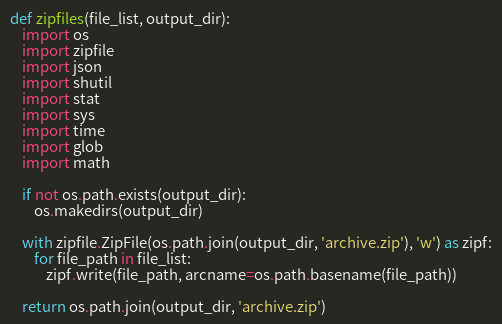 def zipfiles(file_list, output_dir):
    import os
    import zipfile
    import json
    import shutil
    import stat
    import sys
    import time
    import glob
    import math

    if not os.path.exists(output_dir):
        os.makedirs(output_dir)

    with zipfile.ZipFile(os.path.join(output_dir, 'archive.zip'), 'w') as zipf:
        for file_path in file_list:
            zipf.write(file_path, arcname=os.path.basename(file_path))

    return os.path.join(output_dir, 'archive.zip')